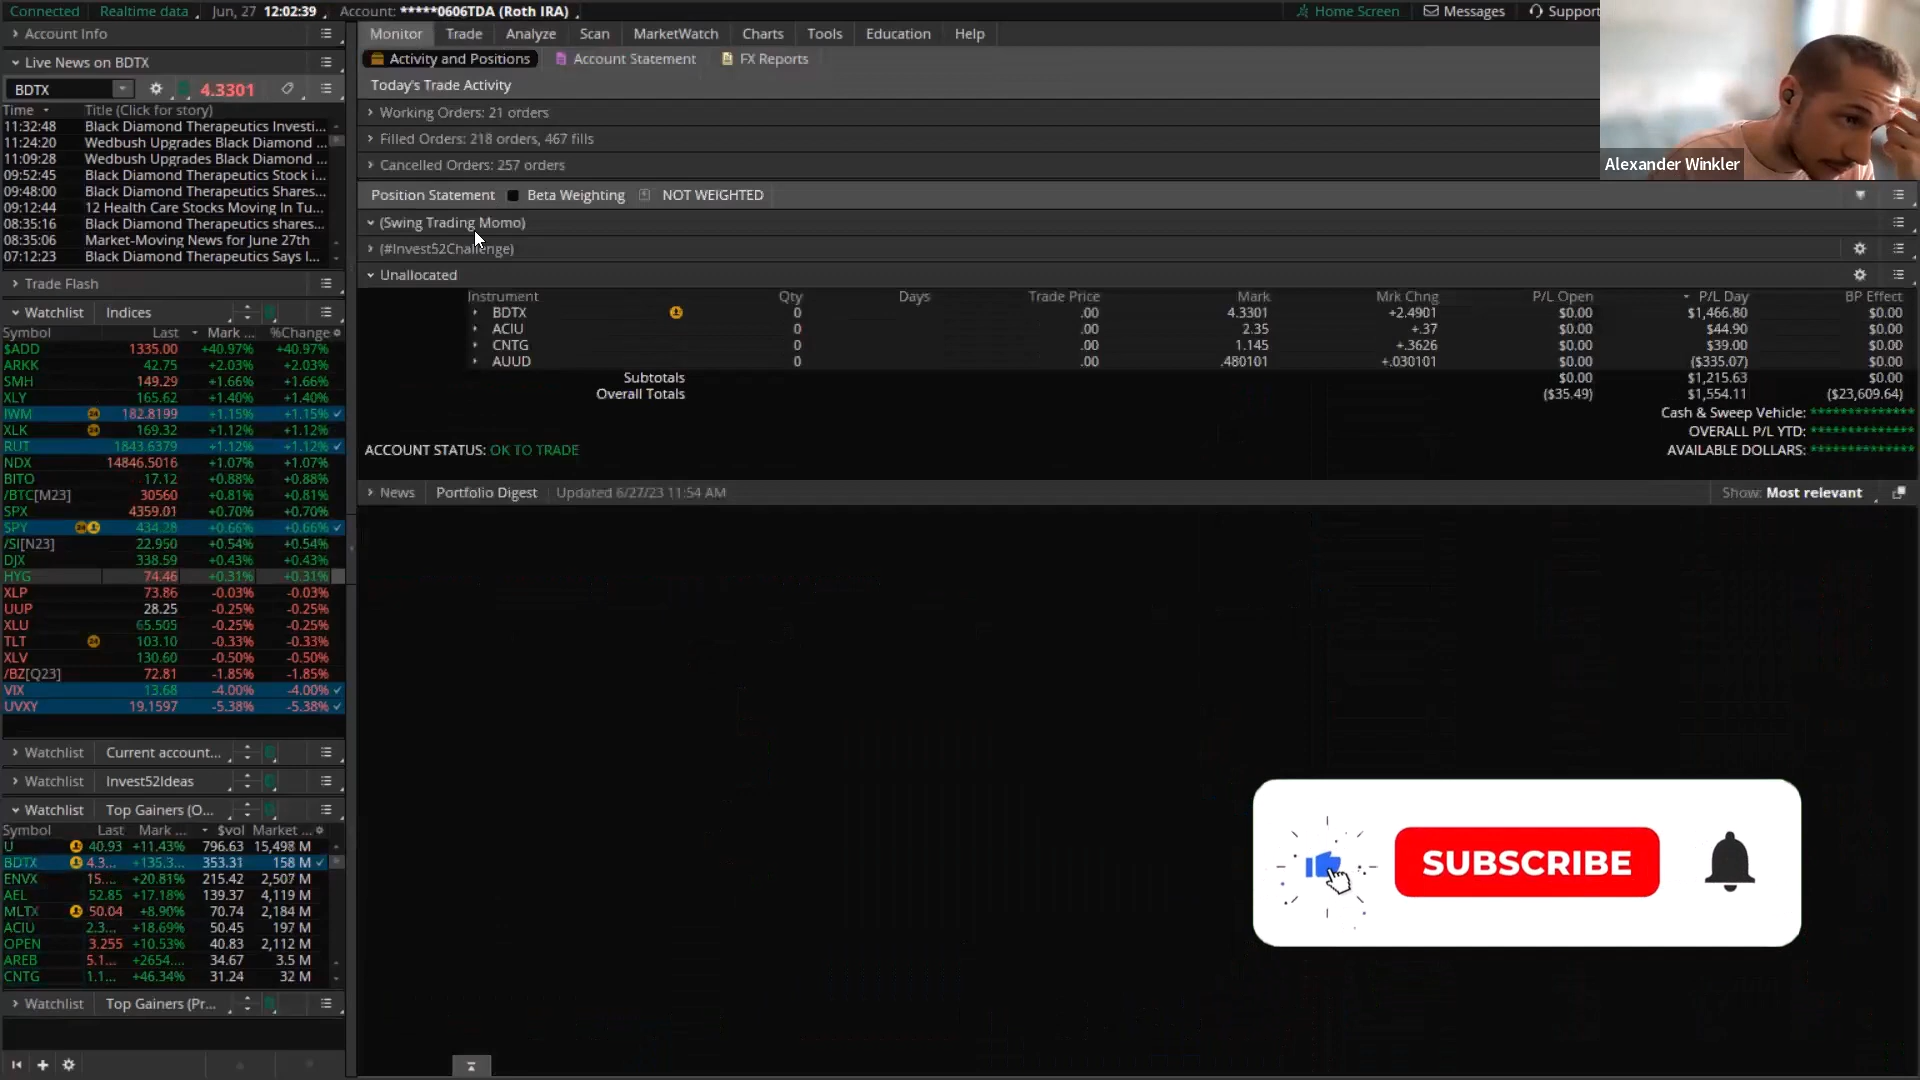 Connected Realtime data Jun, 27 12:02:39 Account: *****0606TDA (Roth IRA) Home Screen Messages Support
Account Info
Monitor Trade Analyze Scan MarketWatch Charts Tools Education Help
Live News on BDTX
Activity and Positions Account Statement FX Reports
BDTX 4.3301
Today's Trade Activity
Time Title (Click for story)
Working Orders: 21 orders
11:32:48 Black Diamond Therapeutics Investi...
11:24:20 Wedbush Upgrades Black Diamond ...
Filled Orders: 218 orders, 467 fills
11:09:28 Wedbush Upgrades Black Diamond ...
Cancelled Orders: 257 orders
Alexander Winkler
09:52:45 Black Diamond Therapeutics Stock i...
09:48:00 Black Diamond Therapeutics Shares...
Position Statement Beta Weighting NOT WEIGHTED
09:12:44 12 Health Care Stocks Moving In Tu...
08:35:16 Black Diamond Therapeutics shares...
(Swing Trading Momo)
08:35:06 Market-Moving News for June 27th
(#Invest52Challenge)
07:12:23 Black Diamond Therapeutics Says I...
Unallocated
Trade Flash
Instrument Qty Days Trade Price Mark Mrk Chng P/L Open P/L Day BP Effect
BDTX 0 .00 4.3301 +2.4901 $0.00 $1,466.80 $0.00
ACIU 0 .00 2.35 +.37 $0.00 $44.90 $0.00
CNTG 0 .00 1.145 +.3626 $0.00 $39.00 $0.00
AUUD 0 .00 .480101 +.030101 $0.00 ($335.07) $0.00
Subtotals $0.00 $1,215.63 $0.00
Overall Totals ($35.49) $1,554.11 ($23,609.64)
Cash & Sweep Vehicle: **************
OVERALL P/L YTD: **************
ACCOUNT STATUS: OK TO TRADE
AVAILABLE DOLLARS: **************
News Portfolio Digest Updated 6/27/23 11:54 AM Show: Most relevant
Watchlist Indices
Symbol Last Mark ... %Change
$ADD 1335.00 +40.97% +40.97%
ARKK 42.75 +2.03% +2.03%
SMH 149.29 +1.66% +1.66%
XLY 165.62 +1.40% +1.40%
IWM 182.8199 +1.15% +1.15%
XLK 169.32 +1.12% +1.12%
RUT 1843.6379 +1.12% +1.12%
NDX 14846.5016 +1.07% +1.07%
BITO 17.12 +0.88% +0.88%
/BTC[M23] 30560 +0.81% +0.81%
SPX 4359.01 +0.70% +0.70%
SPY 434.28 +0.66% +0.66%
/SI[N23] 22.950 +0.54% +0.54%
DJX 338.59 +0.43% +0.43%
HYG 74.46 +0.31% +0.31%
XLP 73.86 -0.03% -0.03%
UUP 28.25 -0.25% -0.25%
XLU 65.505 -0.25% -0.25%
TLT 103.10 -0.33% -0.33%
XLV 130.60 -0.50% -0.50%
/BZ[Q23] 72.81 -1.85% -1.85%
VIX 13.68 -4.00% -4.00%
UVXY 19.1597 -5.38% -5.38%
Watchlist Current account...
Watchlist Invest52Ideas
Watchlist Top Gainers (O...
Symbol Last Mark ... $vol Market ...
U 40.93 +11.43% 796.63 15,498 M
BDTX 4.3... +135.3... 353.31 158 M
ENVX 15.... +20.81% 215.42 2,507 M
AEL 52.85 +17.18% 139.37 4,119 M
MLTX 50.04 +8.90% 70.74 2,184 M
ACIU 2.3... +18.69% 50.45 197 M
OPEN 3.255 +10.53% 40.83 2,112 M
AREB 5.1... +2654.... 34.67 3.5 M
CNTG 1.1... +46.34% 31.24 32 M
Watchlist Top Gainers (Pr...
SUBSCRIBE